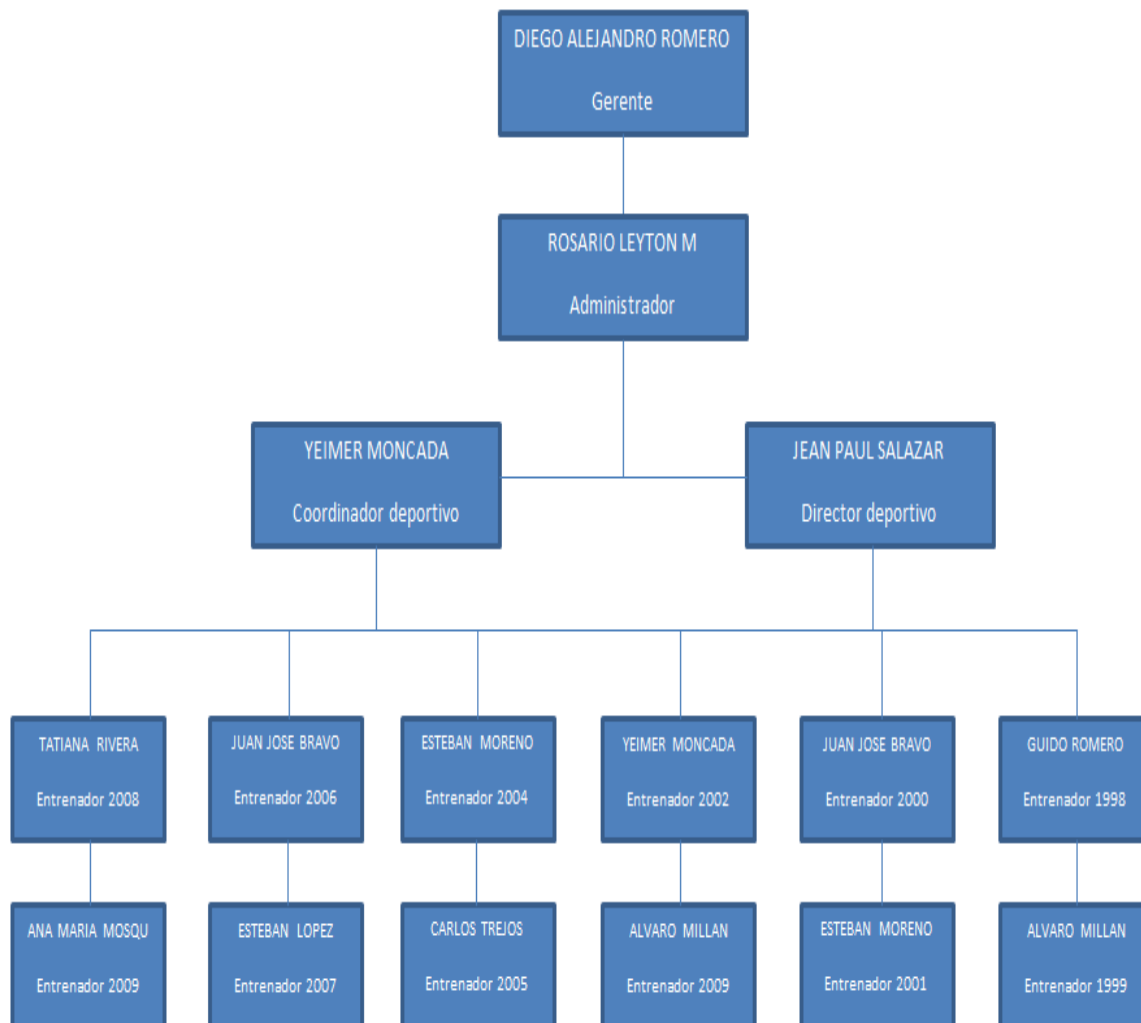 DIEGO ALEJANDRO ROMERO
Gerente
ROSARIO LEYTON M
Administrador
YEIMER MONCADA
Coordinador deportivo
JEAN PAUL SALAZAR
Director deportivo
TATIANA RIVERA
Entrenador 2008
JUAN JOSE BRAVO
Entrenador 2006
ESTEBAN MORENO
Entrenador 2004
YEIMER MONCADA
Entrenador 2002
JUAN JOSE BRAVO
Entrenador 2000
GUIDO ROMERO
Entrenador 1998
ANA MARIA MOSQU
Entrenador 2009
ESTEBAN LOPEZ
Entrenador 2007
CARLOS TREJOS
Entrenador 2005
ALVARO MILLAN
Entrenador 2009
ESTEBAN MORENO
Entrenador 2001
ALVARO MILLAN
Entrenador 1999